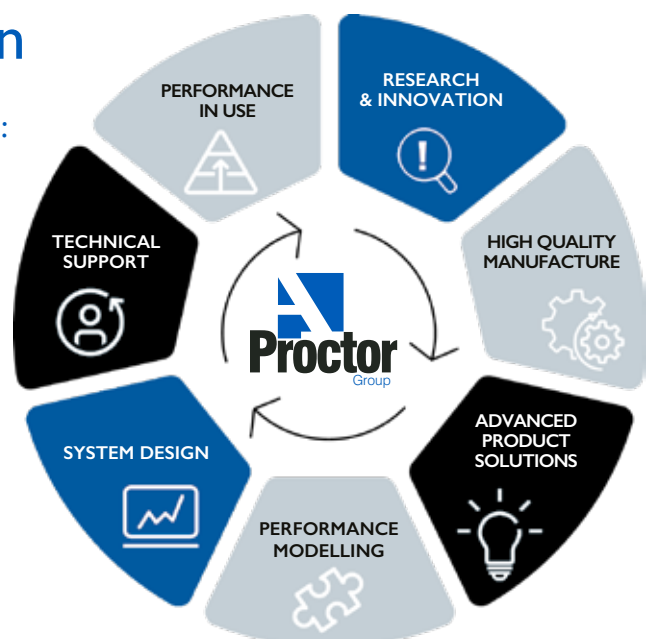 n
:
PERFORMANCE
IN USE
RESEARCH
& INNOVATION
HIGH QUALITY
MANUFACTURE
ADVANCED
PRODUCT
SOLUTIONS
PERFORMANCE
MODELLING
SYSTEM DESIGN
TECHNICAL
SUPPORT
A
Proctor
Group